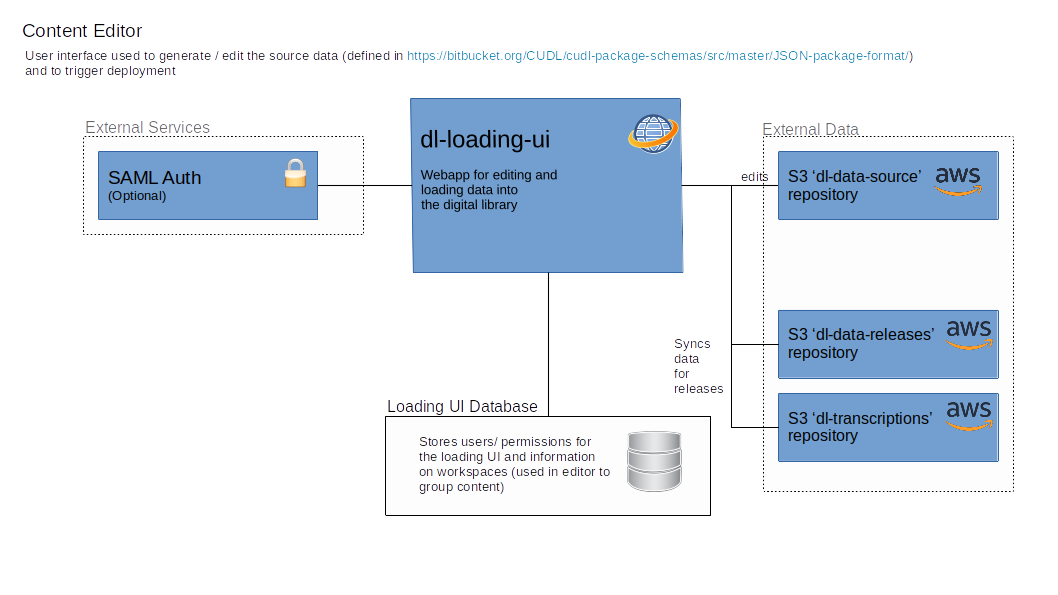 Content Editor
User interface used to generate / edit the source data (defined in https://bitbucket.org/CUDL/cudl-package-schemas/src/master/JSON-package-format/)
and to trigger deployment
External Services
SAML Auth
(Optional)
dl-loading-ui
Webapp for editing and
loading data into
the digital library
External Data
edits
S3 ‘dl-data-source’
repository
aws
Syncs
data
for
releases
S3 ‘dl-data-releases’
repository
aws
S3 ‘dl-transcriptions’
repository
aws
Loading UI Database
Stores users/ permissions for
the loading UI and information
on workspaces (used in editor to
group content)